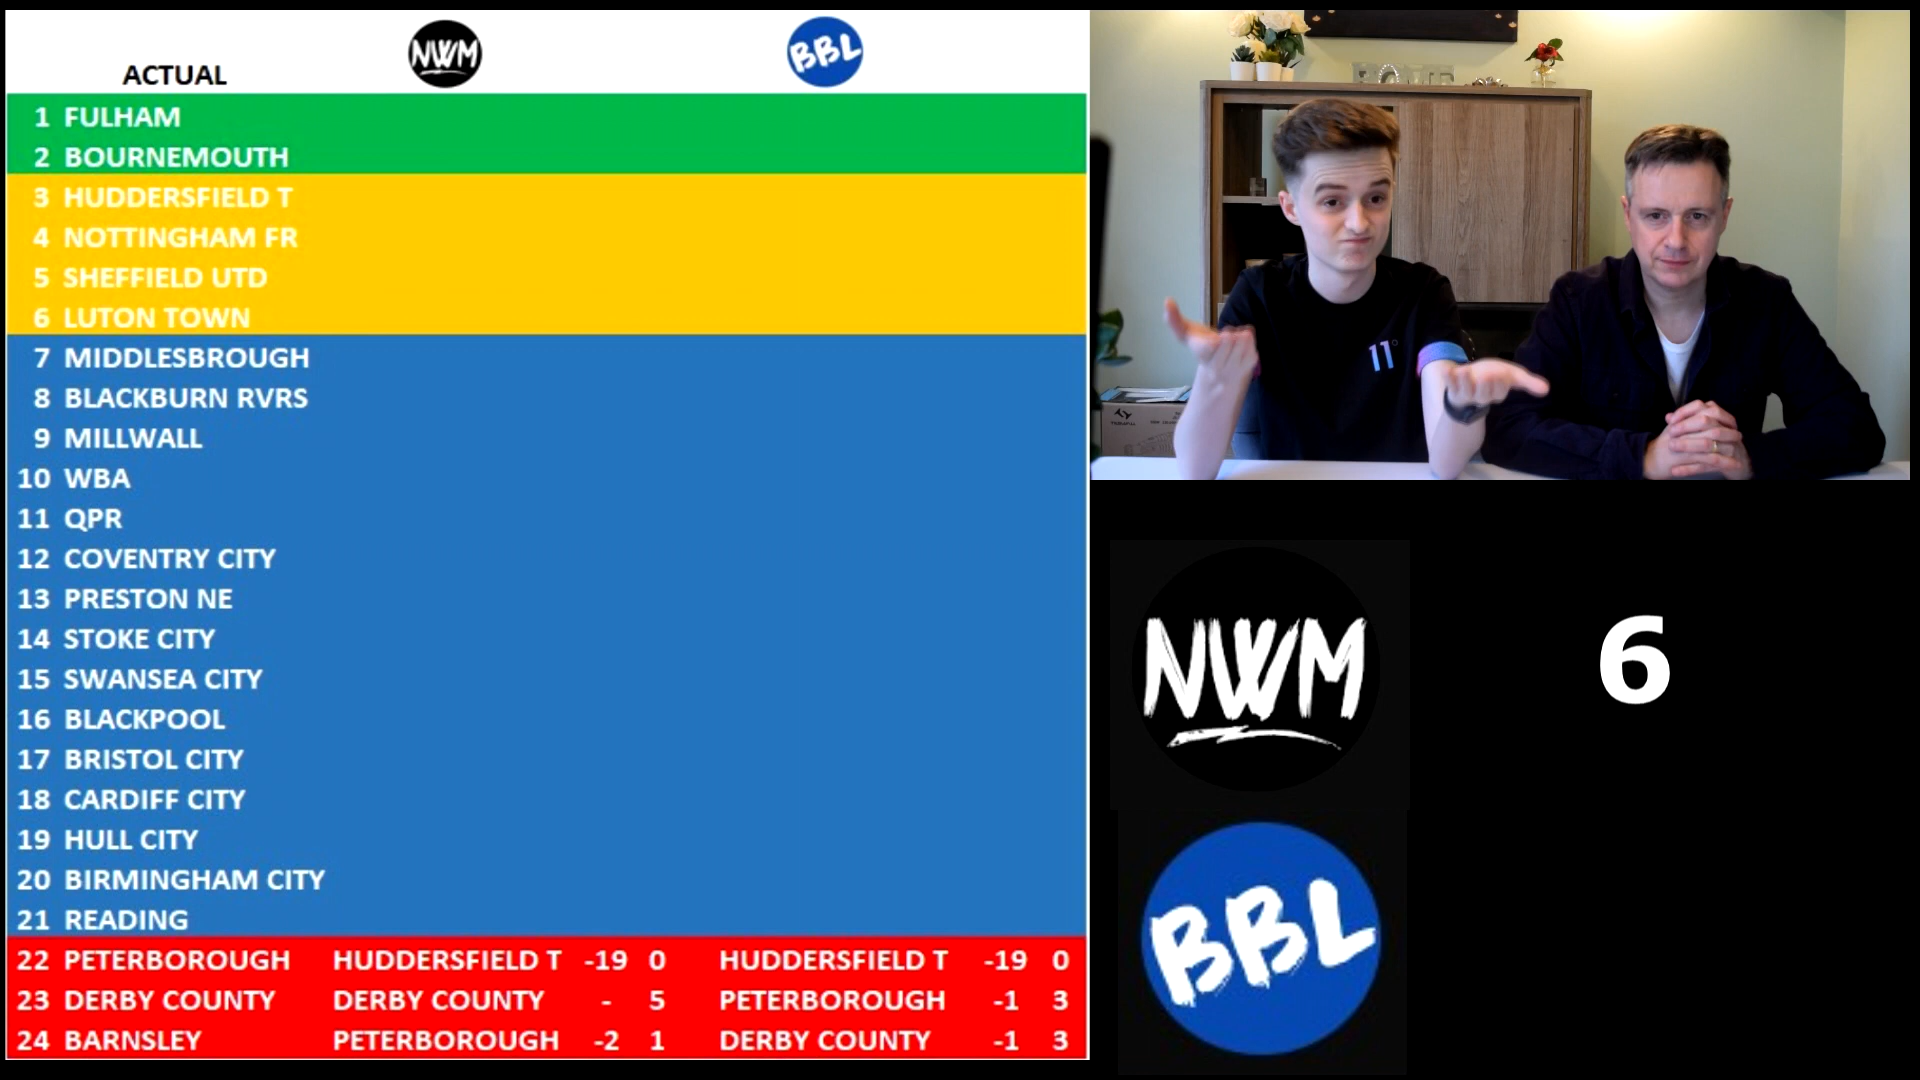 NWM BBL
ACTUAL
1 FULHAM
2 BOURNEMOUTH
3 HUDDERSFIELD T
4 NOTTINGHAM FR
5 SHEFFIELD UTD
6 LUTON TOWN
7 MIDDLESBROUGH
8 BLACKBURN RVRS
9 MILLWALL
10 WBA
11 QPR
12 COVENTRY CITY
13 PRESTON NE
14 STOKE CITY
15 SWANSEA CITY
16 BLACKPOOL
17 BRISTOL CITY
18 CARDIFF CITY
19 HULL CITY
20 BIRMINGHAM CITY
21 READING
22 PETERBOROUGH HUDDERSFIELD T -19 0 HUDDERSFIELD T -19 0
23 DERBY COUNTY DERBY COUNTY - 5 PETERBOROUGH -1 3
24 BARNSLEY PETERBOROUGH -2 1 DERBY COUNTY -1 3
HOME
11°
NWM 6
BBL